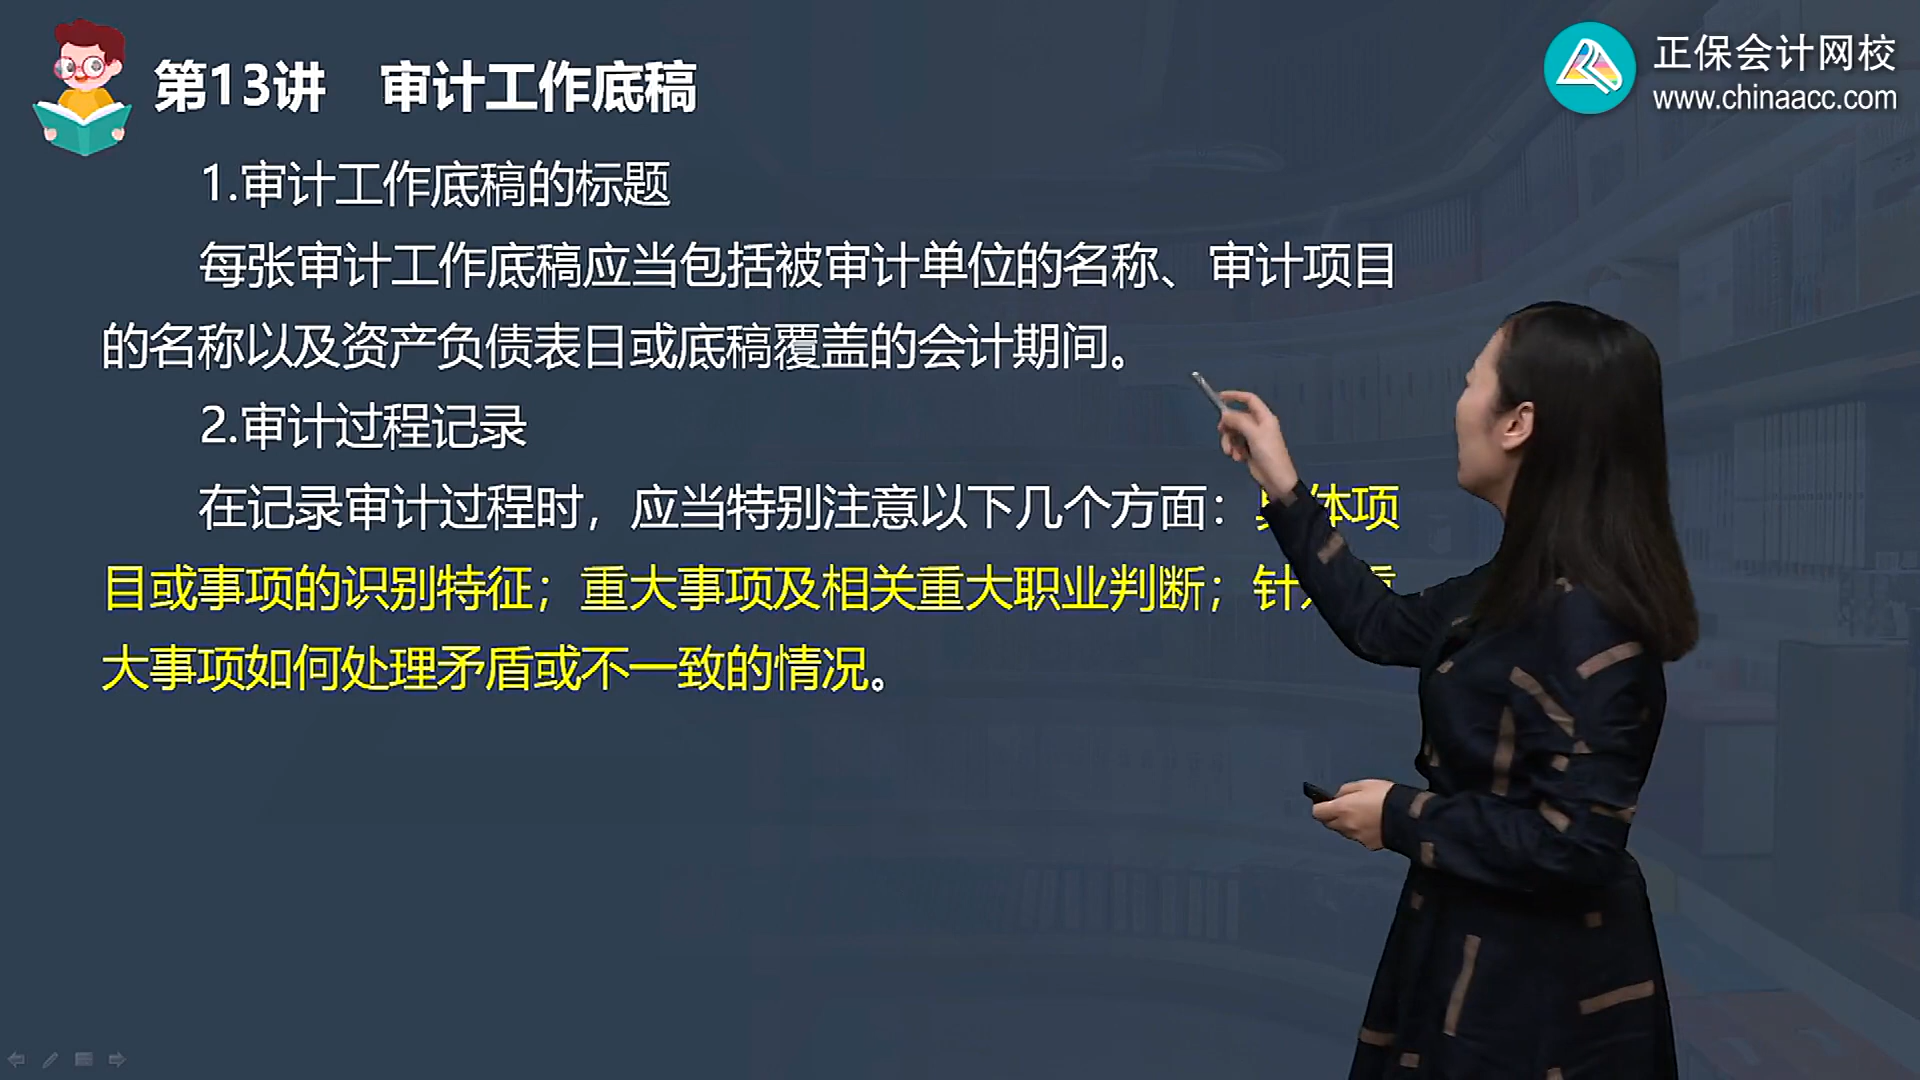 第13讲 审计工作底稿
正保会计网校
www.chinaacc.com
1.审计工作底稿的标题
每张审计工作底稿应当包括被审计单位的名称、审计项目
的名称以及资产负债表日或底稿覆盖的会计期间。
2.审计过程记录
在记录审计过程时，应当特别注意以下几个方面：具体项
目或事项的识别特征；重大事项及相关重大职业判断；针对重
大事项如何处理矛盾或不一致的情况。